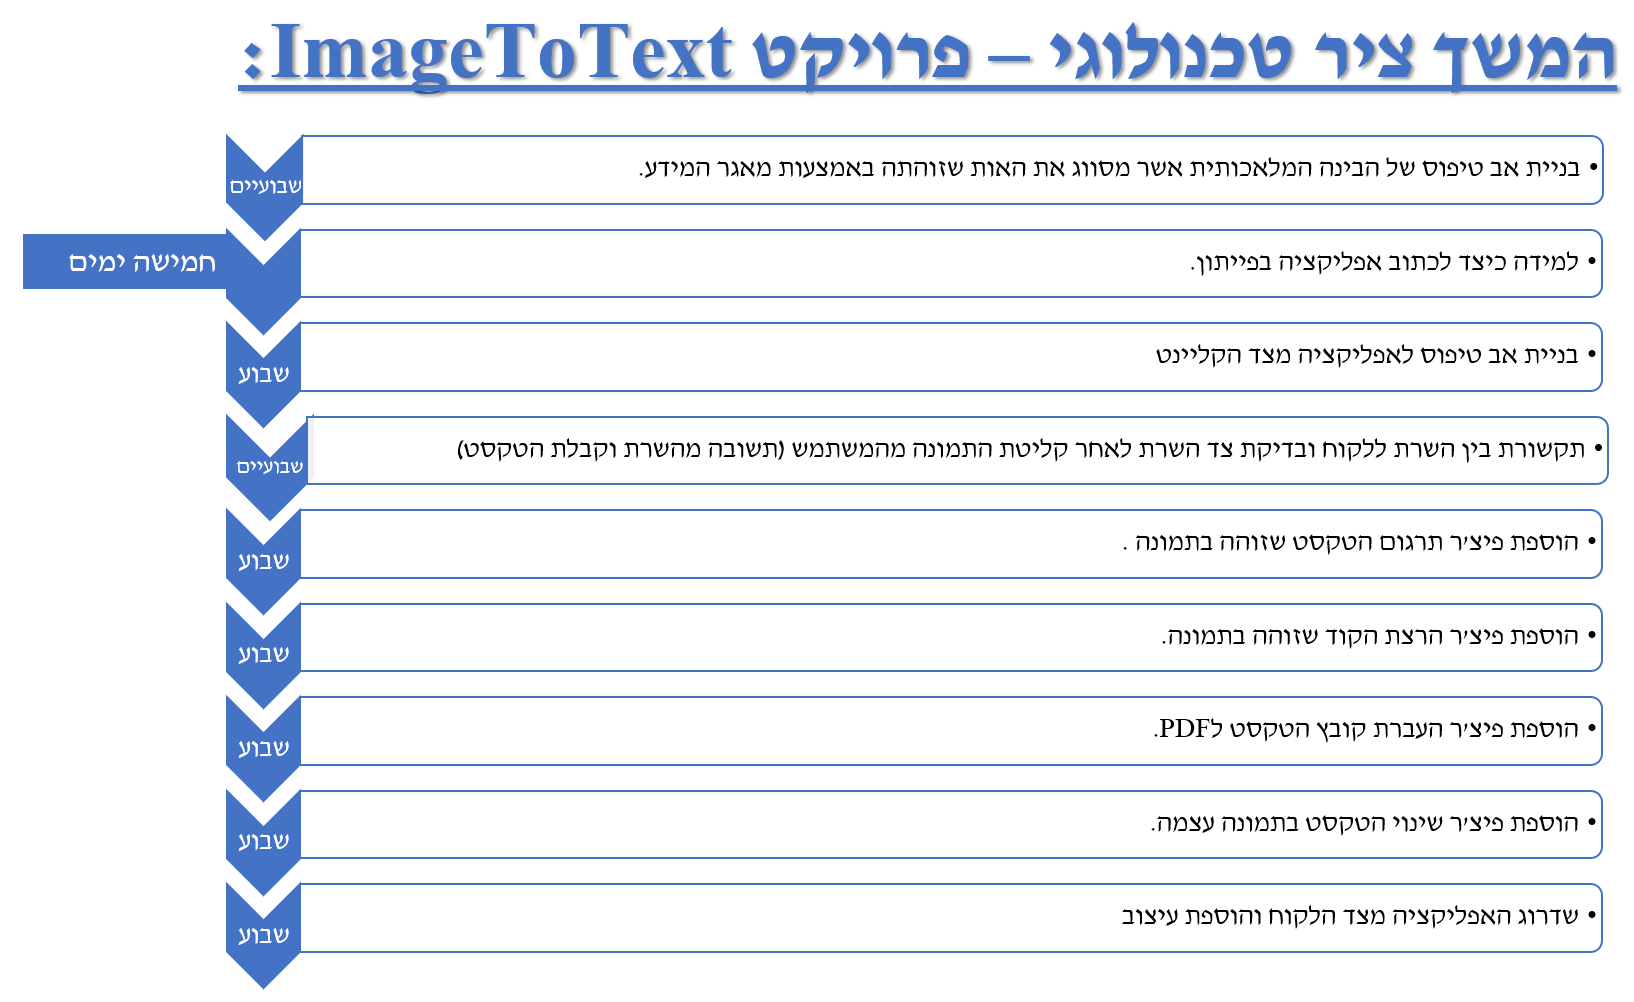 המשך ציר טכנולוגי – פרויקט ImageToText:
• בניית אב טיפוס של הבינה המלאכותית אשר מסווג את האות שזוהתה באמצעות מאגר המידע.
שבועיים
• למידה כיצד לכתוב אפליקציה בפייתון.
חמישה ימים
• בניית אב טיפוס לאפליקציה מצד הקליינט
שבוע
• תקשורת בין השרת ללקוח ובדיקת צד השרת לאחר קליטת התמונה מהמשתמש (תשובה מהשרת וקבלת הטקסט)
שבועיים
• הוספת פיצ'ר תרגום הטקסט שזוהה בתמונה .
שבוע
• הוספת פיצ'ר הרצת הקוד שזוהה בתמונה.
שבוע
• הוספת פיצ'ר העברת קובץ הטקסט לPDF.
שבוע
• הוספת פיצ'ר שינוי הטקסט בתמונה עצמה.
שבוע
• שדרוג האפליקציה מצד הלקוח והוספת עיצוב
שבוע